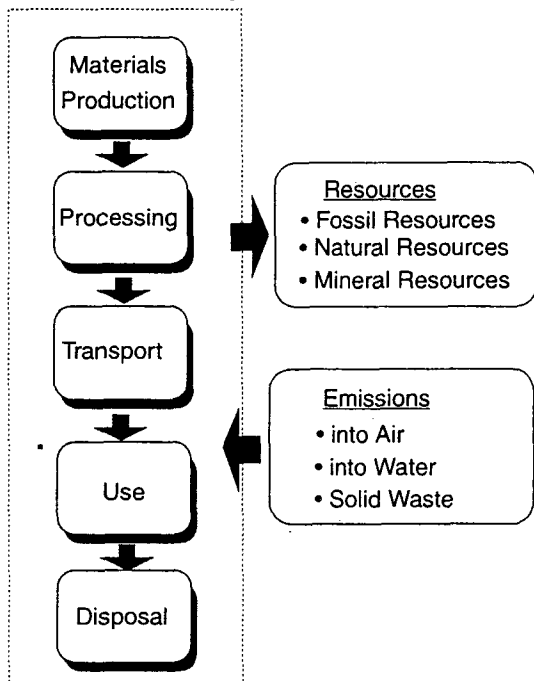 Materials
Production
Processing
Transport
Use
Disposal
Resources
• Fossil Resources
• Natural Resources
• Mineral Resources
Emissions
• into Air
• into Water
• Solid Waste